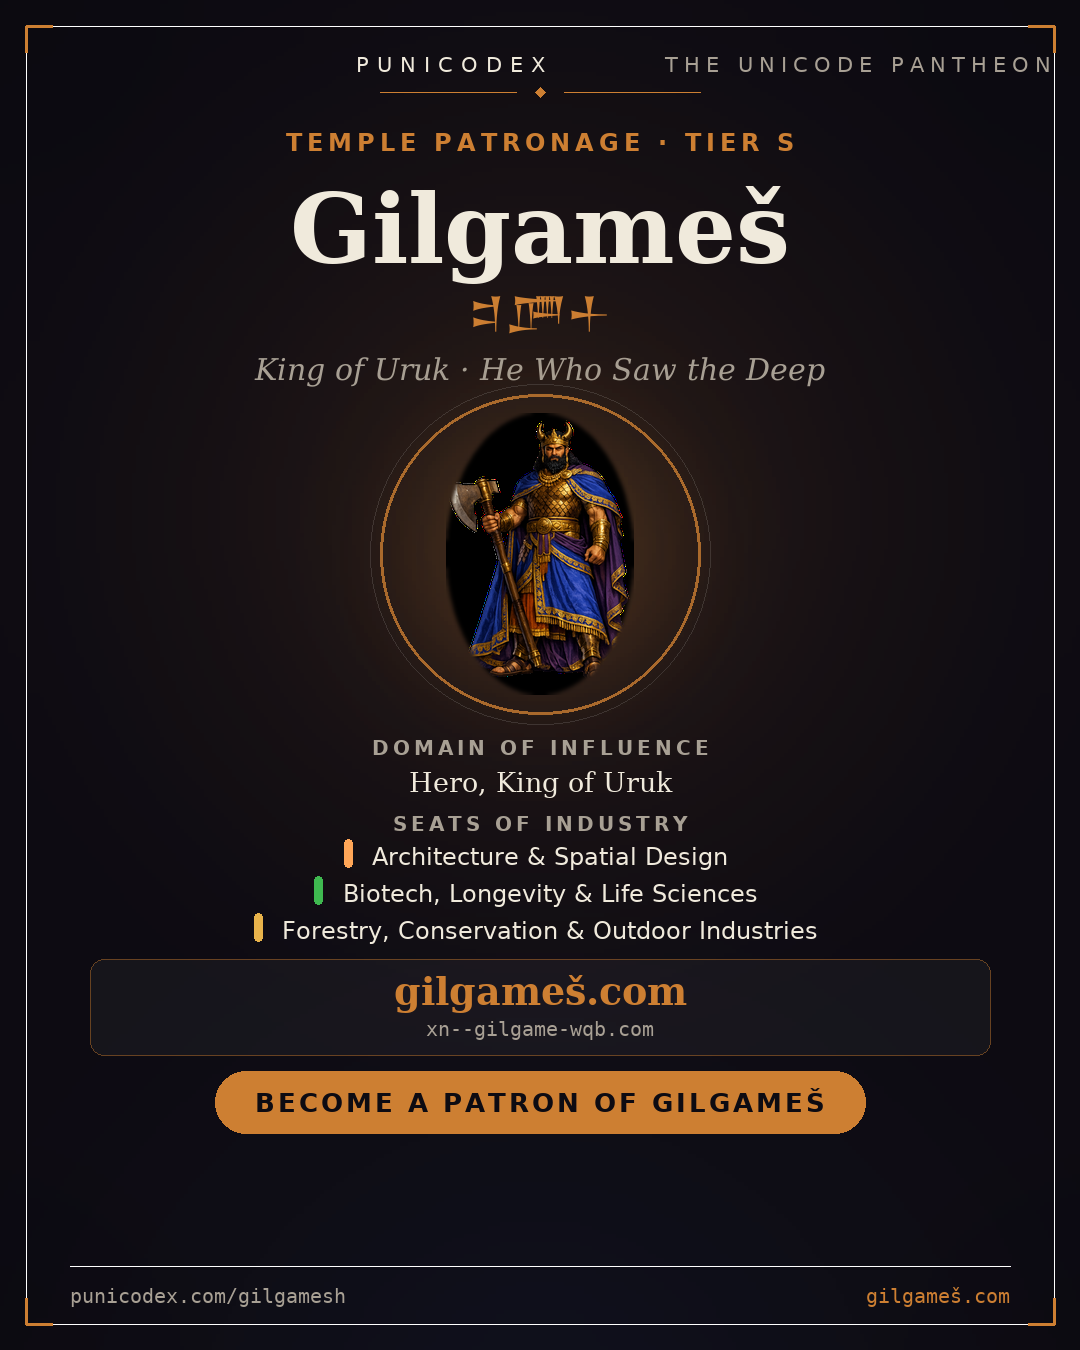 PUNICODEX THE UNICODE PANTHEON
TEMPLE PATRONAGE · TIER S
Gilgameš
King of Uruk · He Who Saw the Deep
DOMAIN OF INFLUENCE
Hero, King of Uruk
SEATS OF INDUSTRY
Architecture & Spatial Design
Biotech, Longevity & Life Sciences
Forestry, Conservation & Outdoor Industries
gilgameš.com
xn--gilgame-wqb.com
BECOME A PATRON OF GILGAMEŠ
punicodex.com/gilgamesh gilgameš.com